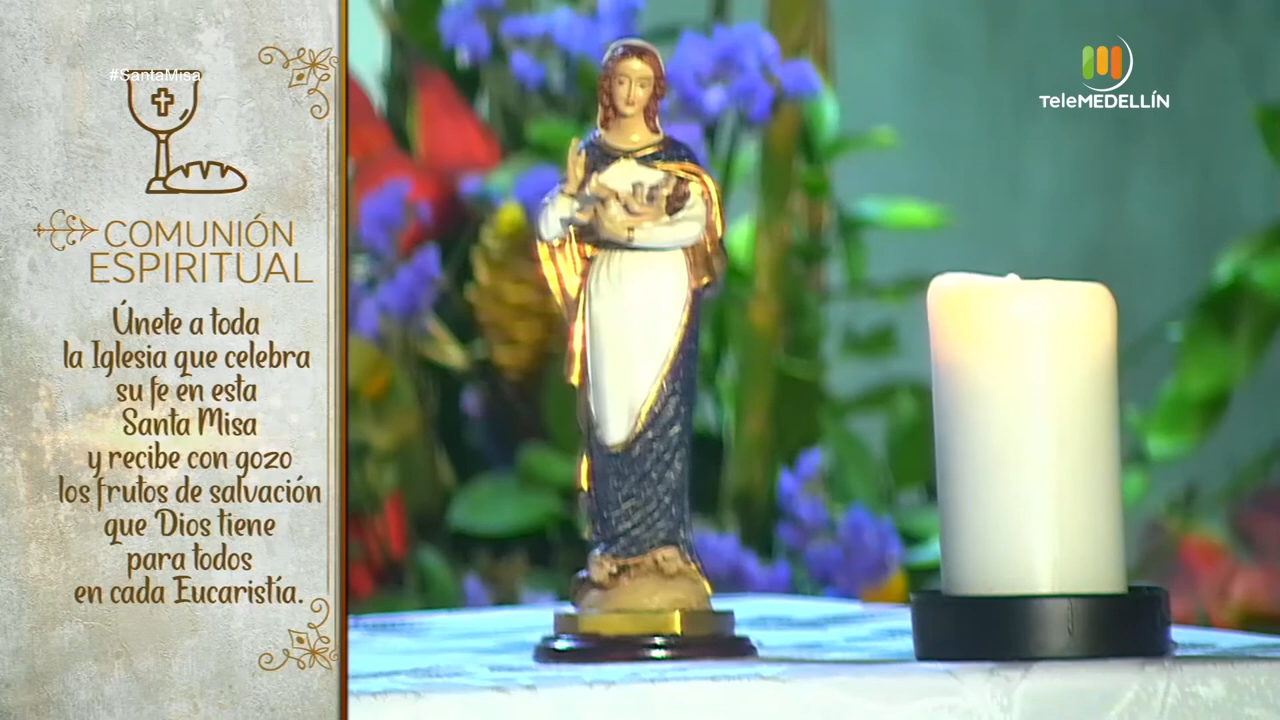 #SantaMisa
COMUNIÓN
ESPIRITUAL
Únete a toda
la Iglesia que celebra
su fe en esta
Santa Misa
y recibe con gozo
los frutos de salvación
que Dios tiene
para todos
en cada Eucaristía.
TeleMEDELLÍN